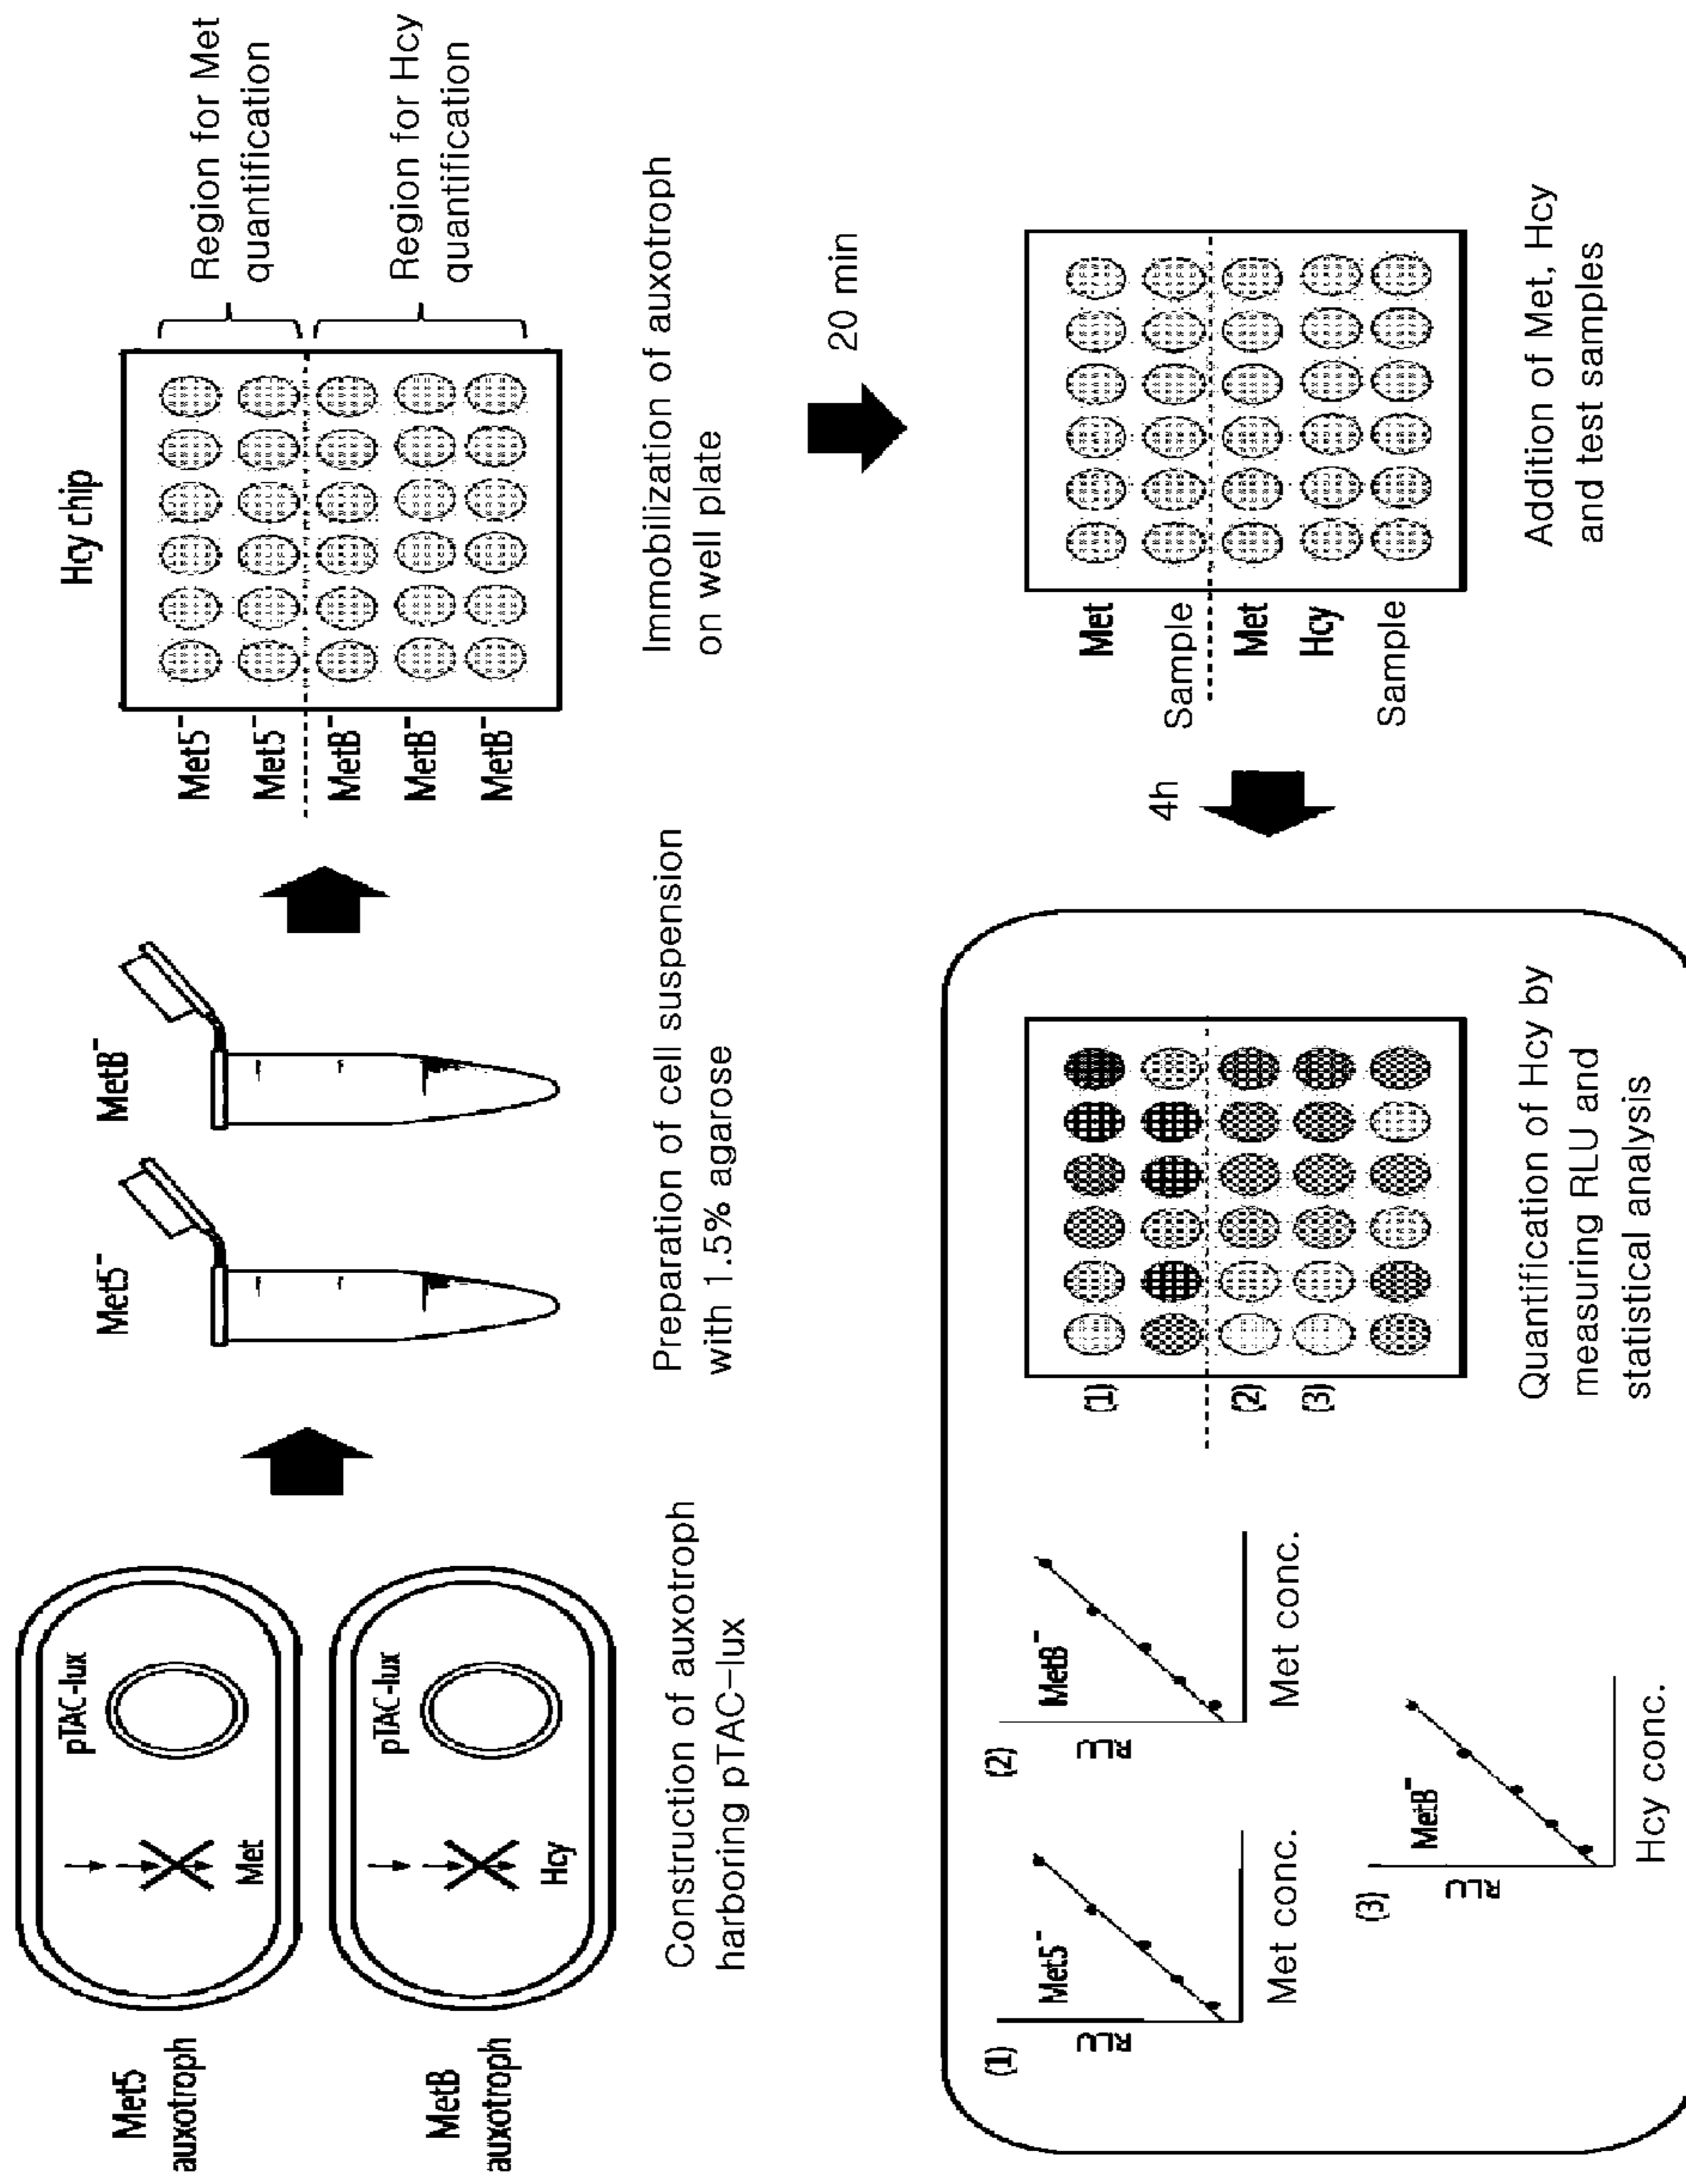 Met5
auxotroph
pTAC-lux
Met
MetB
auxotroph
pTAC-lux
Hcy
Construction of auxotroph
harboring pTAC-lux
Met5⁻
MetB⁻
Preparation of cell suspension
with 1.5% agarose
Hcy chip
Met5⁻
Met5⁻
MetB⁻
MetB⁻
MetB⁻
Region for Met
quantification
Region for Hcy
quantification
Immobilization of auxotroph
on well plate
20 min
Met
Sample
Met
Hcy
Sample
Addition of Met, Hcy
and test samples
4h
(1)
Met5⁻
RLU
Met conc.
(2)
MetB⁻
RLU
Met conc.
(3)
MetB⁻
RLU
Hcy conc.
(1)
(2)
(3)
Quantification of Hcy by
measuring RLU and
statistical analysis